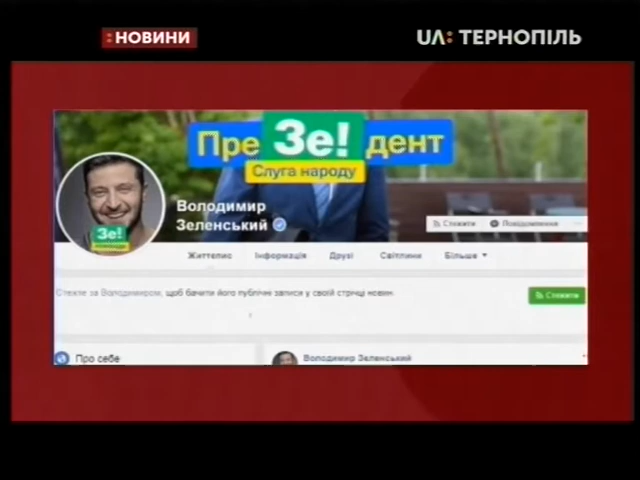 :НОВИНИ
UA: ТЕРНОПІЛЬ
Пре Зе! дент
Слуга народу
Володимир
Зеленський
Зе!
Стежити
Повідомлення
Життєпис Інформація Друзі Світлини Більше
Стежте за Володимиром, щоб бачити його публічні записи у своїй стрічці новин.
Стежити
Про себе
Володимир Зеленський